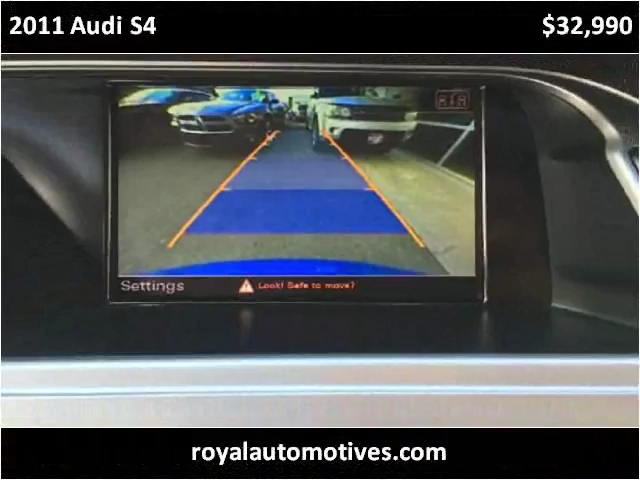 2011 Audi S4
$32,990
Settings
Look! Safe to move?
royalautomotives.com